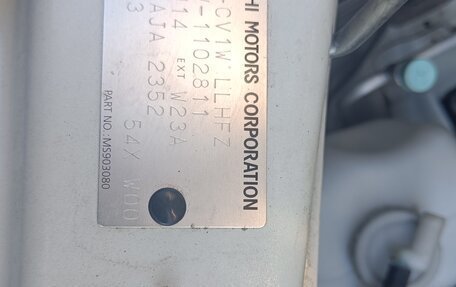 HI MOTORS CORPORATION
-CV1W LLHFZ
-1102811
14 EXT W23A
AJA 2352
3 54X W00
PART NO.: MS903080